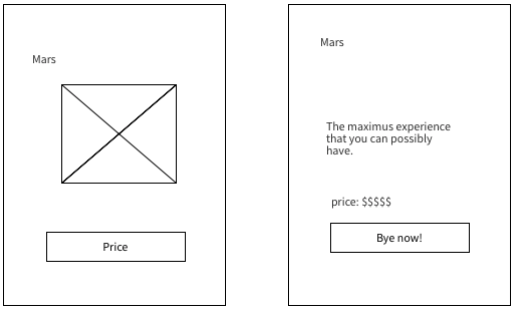 Mars
Price
Mars
The maximus experience
that you can possibly
have.
price: $$$$$
Bye now!